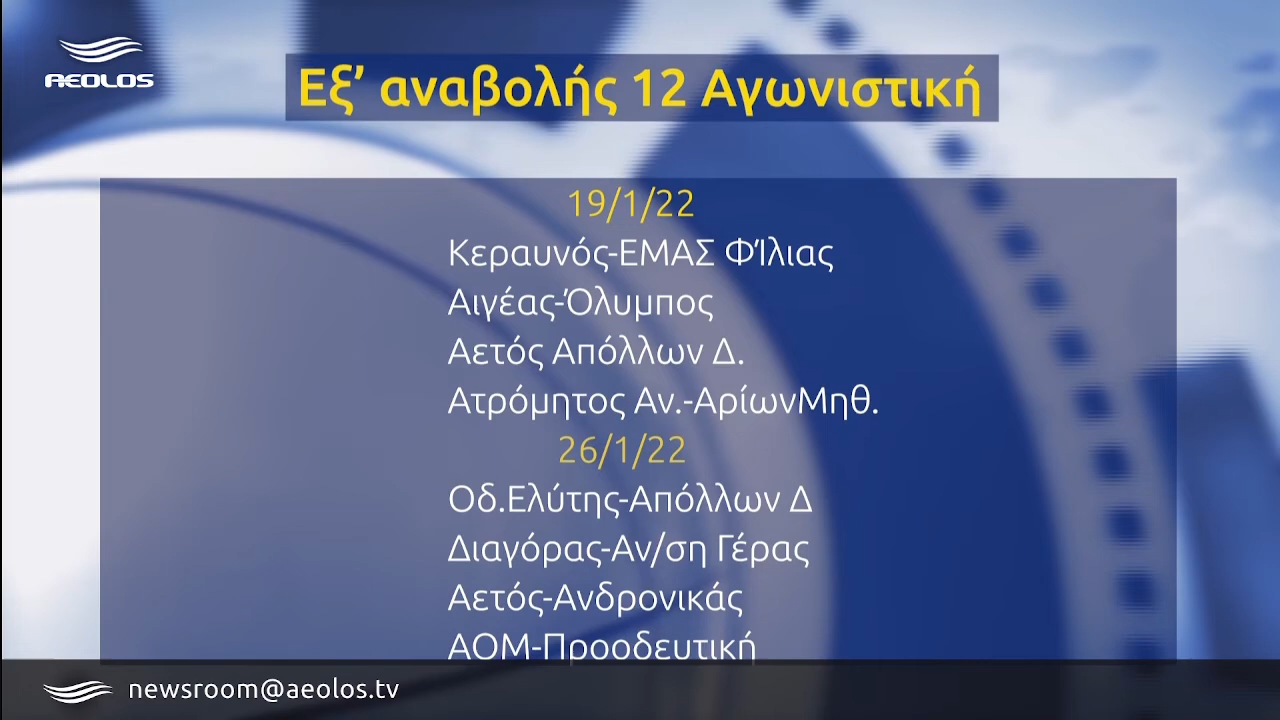 AEOLOS
Εξ’ αναβολής 12 Αγωνιστική
19/1/22
Κεραυνός-ΕΜΑΣ ΦΊλιας
Αιγέας-Όλυμπος
Αετός Απόλλων Δ.
Ατρόμητος Αν.-ΑρίωνΜηθ.
26/1/22
Οδ.Ελύτης-Απόλλων Δ
Διαγόρας-Αν/ση Γέρας
Αετός-Ανδρονικάς
ΑΟΜ-Προοδευτική
newsroom@aeolos.tv